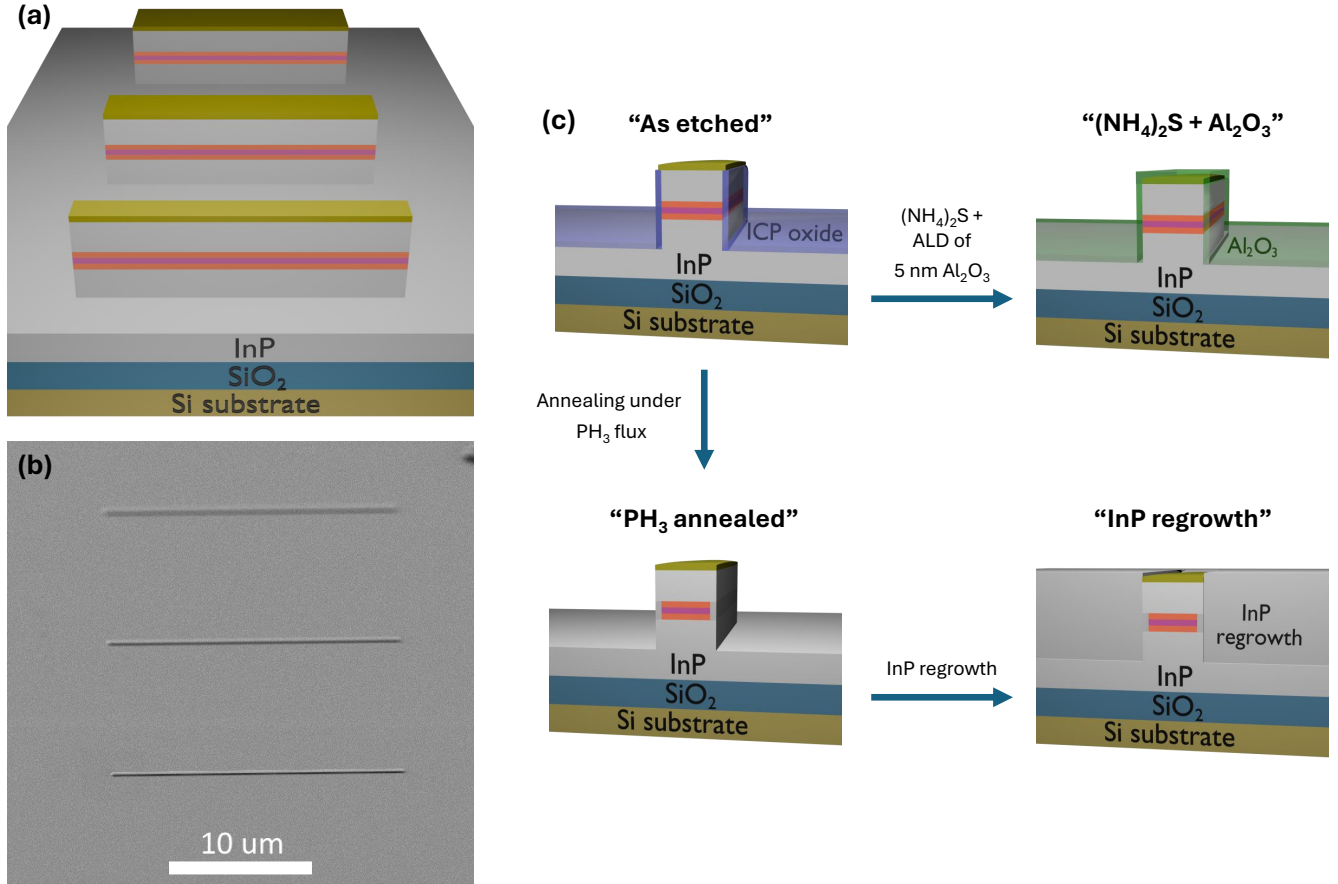 (a)
InP
SiO₂
Si substrate
(b)
10 um
(c)
“As etched”
ICP oxide
InP
SiO₂
Si substrate
(NH₄)₂S +
ALD of
5 nm Al₂O₃
“(NH₄)₂S + Al₂O₃”
Al₂O₃
InP
SiO₂
Si substrate
Annealing under
PH₃ flux
“PH₃ annealed”
InP
SiO₂
Si substrate
InP regrowth
“InP regrowth”
InP
regrowth
InP
SiO₂
Si substrate